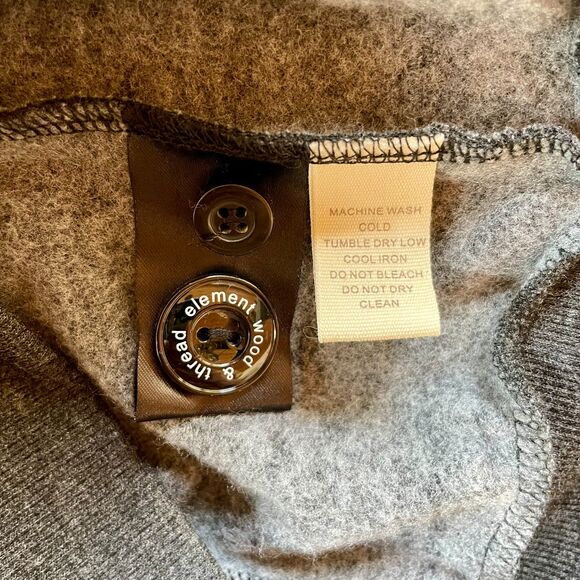 element wood
& thread
MACHINE WASH
COLD
TUMBLE DRY LOW
COOL IRON
DO NOT BLEACH
DO NOT DRY
CLEAN